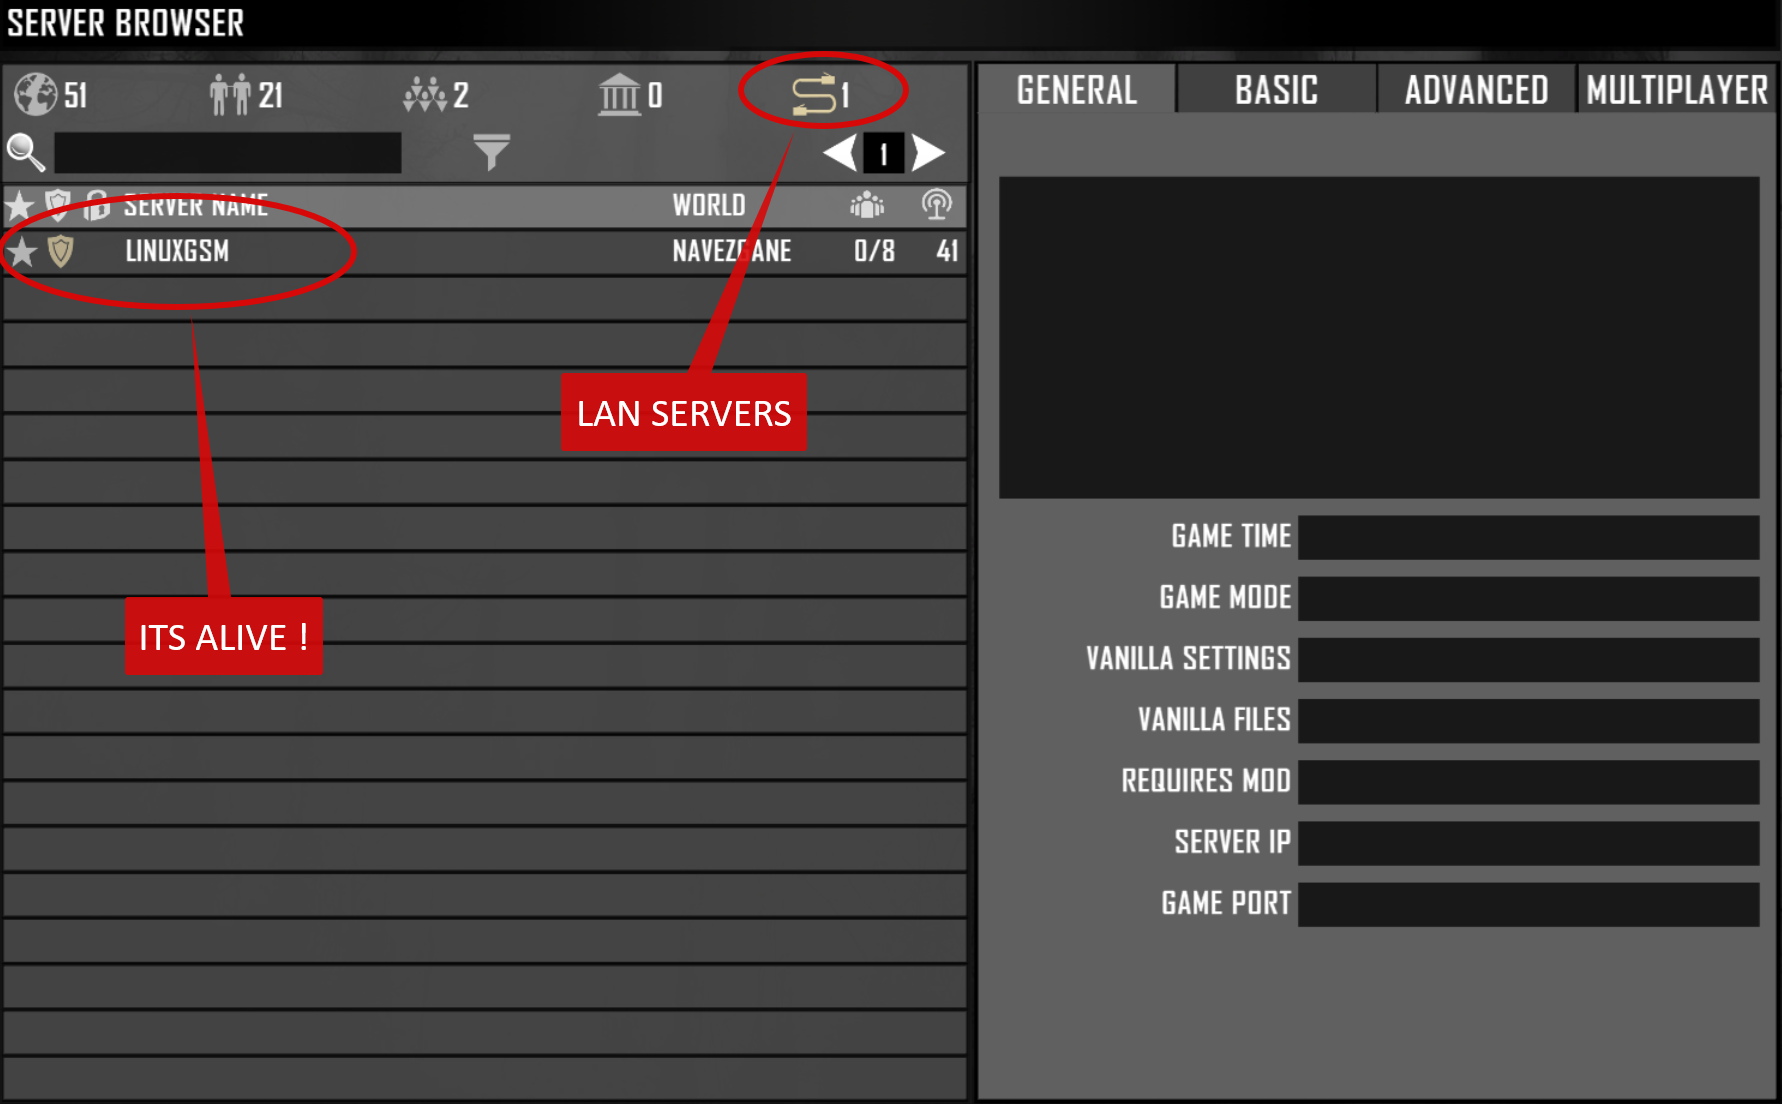 SERVER BROWSER
51 21 2 0 1
GENERAL BASIC ADVANCED MULTIPLAYER
1
SERVER NAME WORLD
LINUXGSM NAVEZGANE 0/8 41
LAN SERVERS
ITS ALIVE !
GAME TIME
GAME MODE
VANILLA SETTINGS
VANILLA FILES
REQUIRES MOD
SERVER IP
GAME PORT